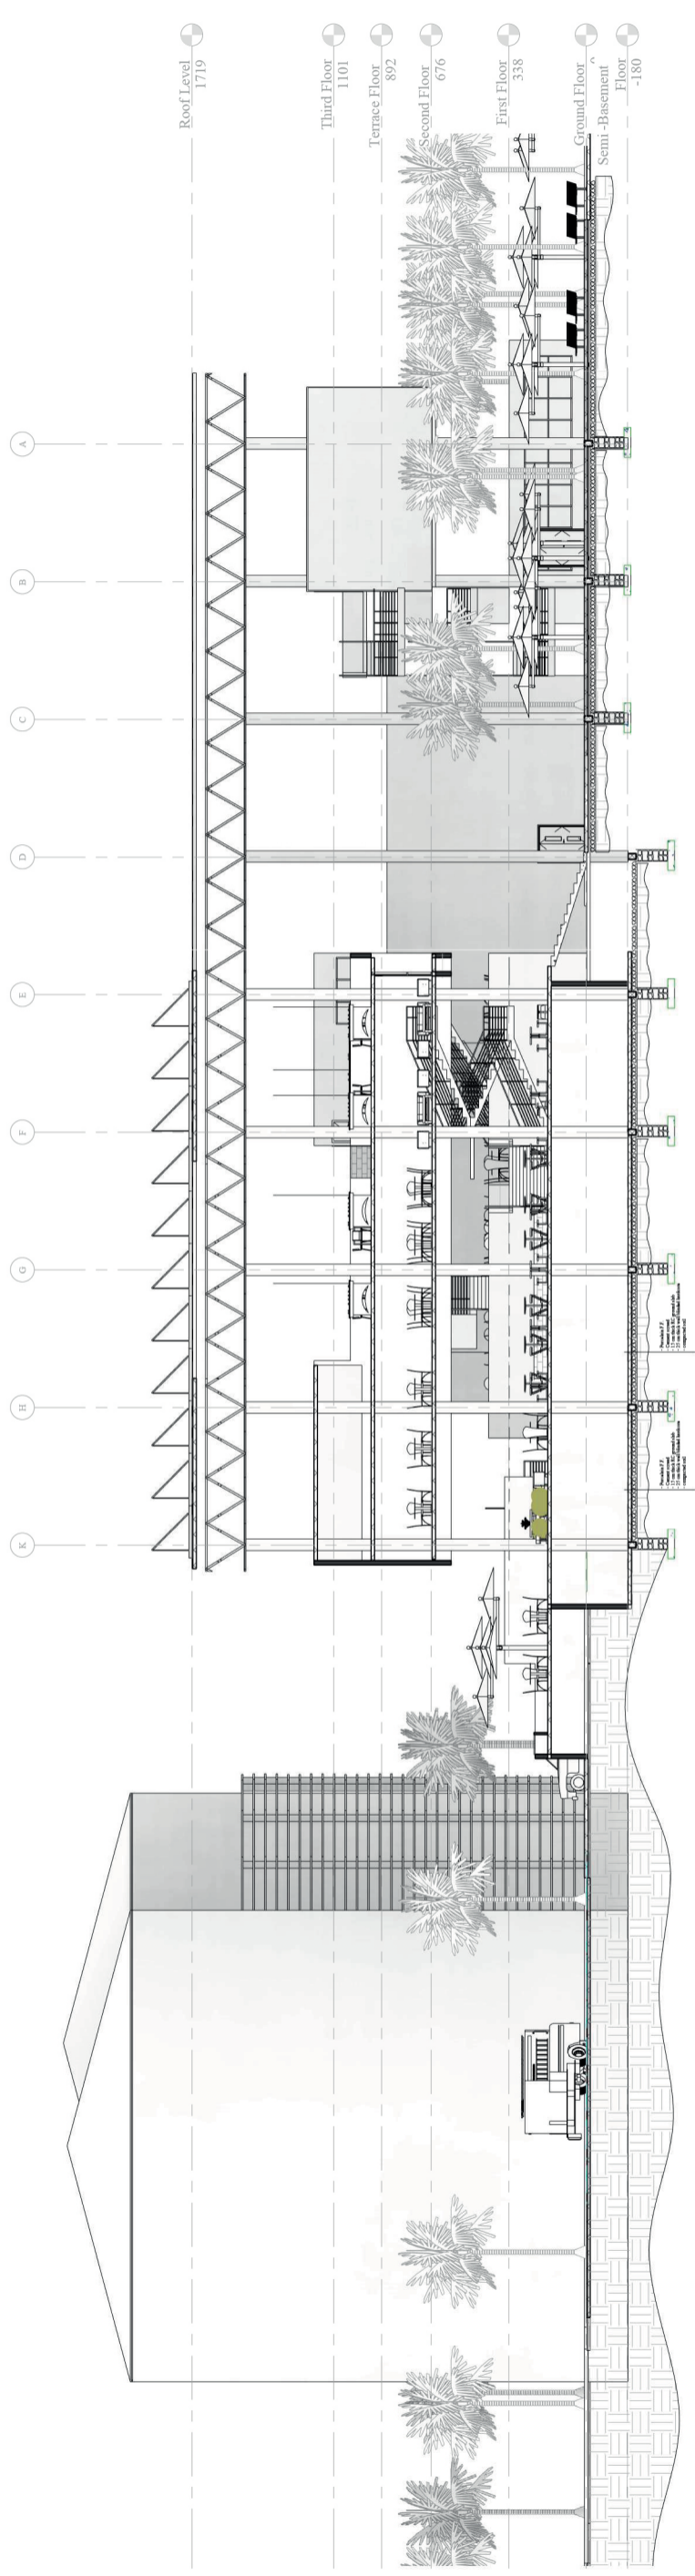 Roof Level
1719
Third Floor
1101
Terrace Floor
892
Second Floor
676
First Floor
338
Ground Floor
Semi -Basement
Floor
-180
A
B
C
D
E
F
G
H
K